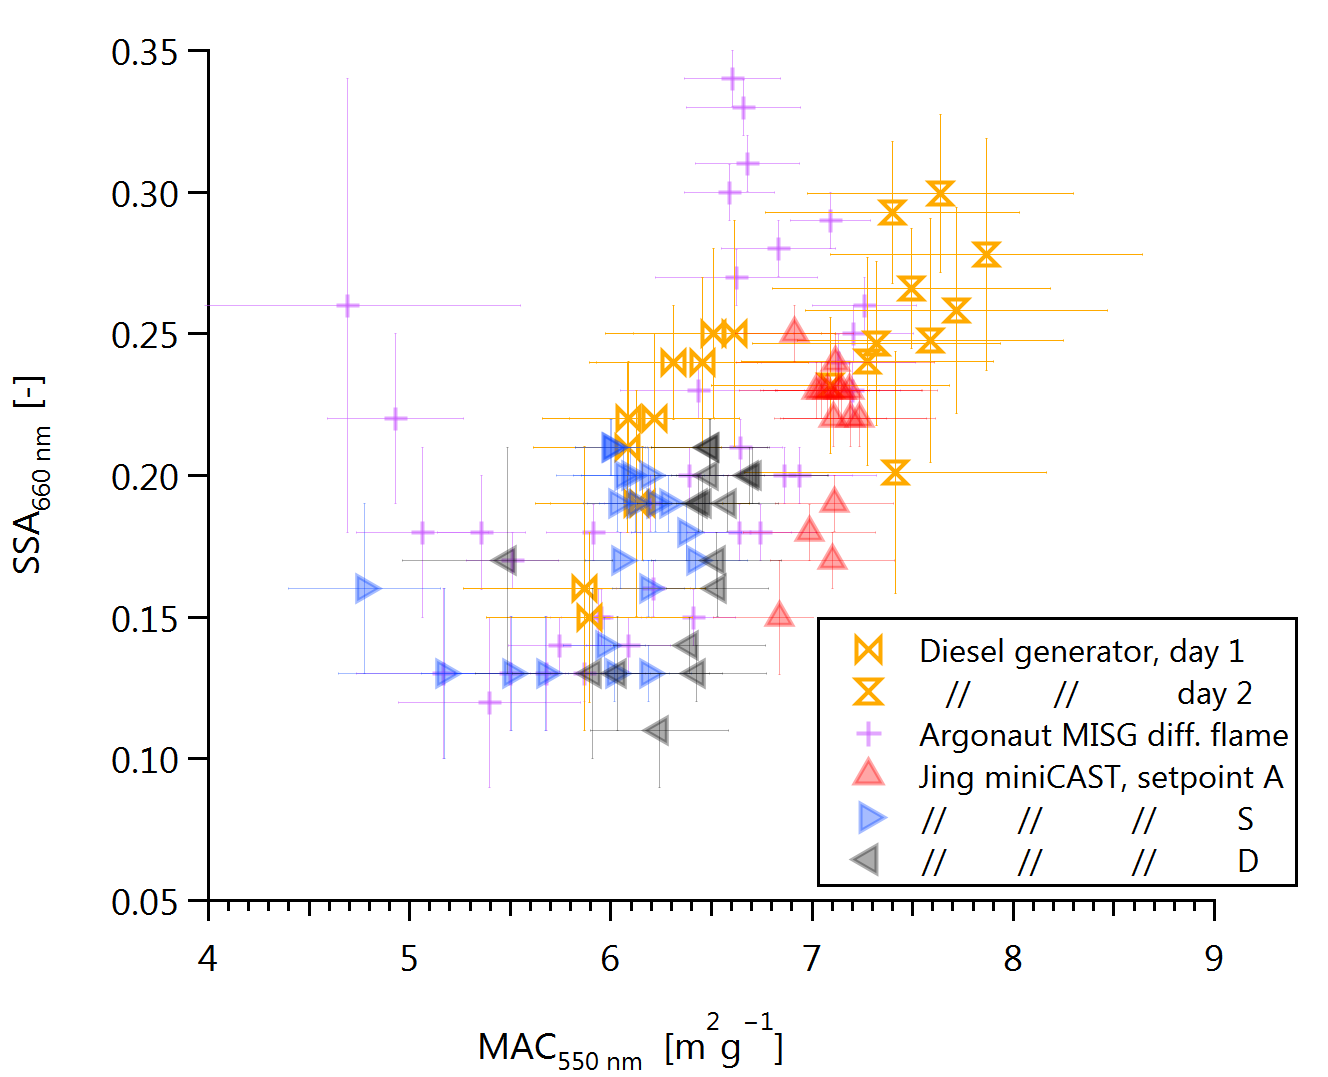 0.35
0.30
0.25
0.20
0.15
0.10
0.05
SSA660 nm [-]
4 5 6 7 8 9
MAC550 nm [m2g−1]
Diesel generator, day 1
// // day 2
Argonaut MISG diff. flame
Jing miniCAST, setpoint A
// // // S
// // // D